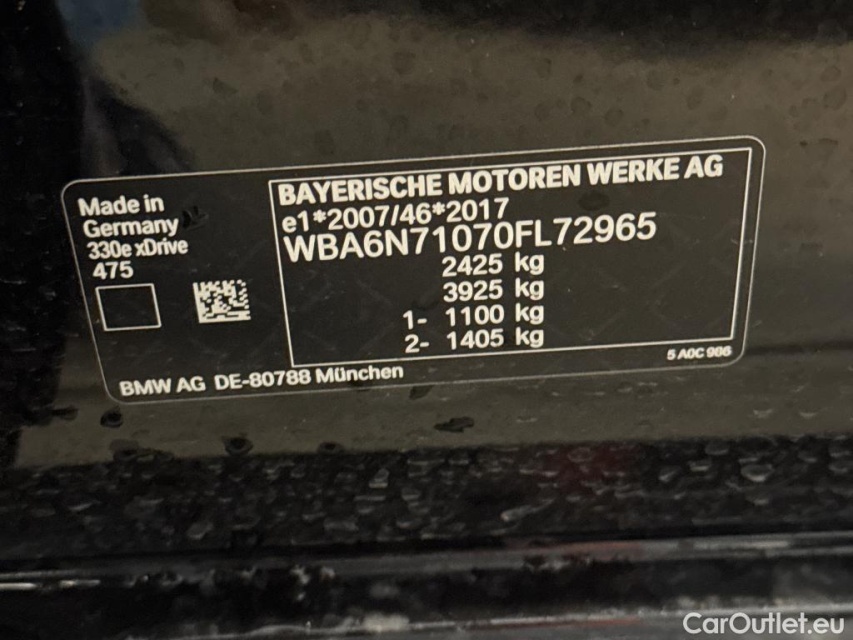 Made in
Germany
330e xDrive
475
BAYERISCHE MOTOREN WERKE AG
e1*2007/46*2017
WBA6N71070FL72965
2425 kg
3925 kg
1- 1100 kg
2- 1405 kg
5 A0C 986
BMW AG DE-80788 München
CarOutlet.eu